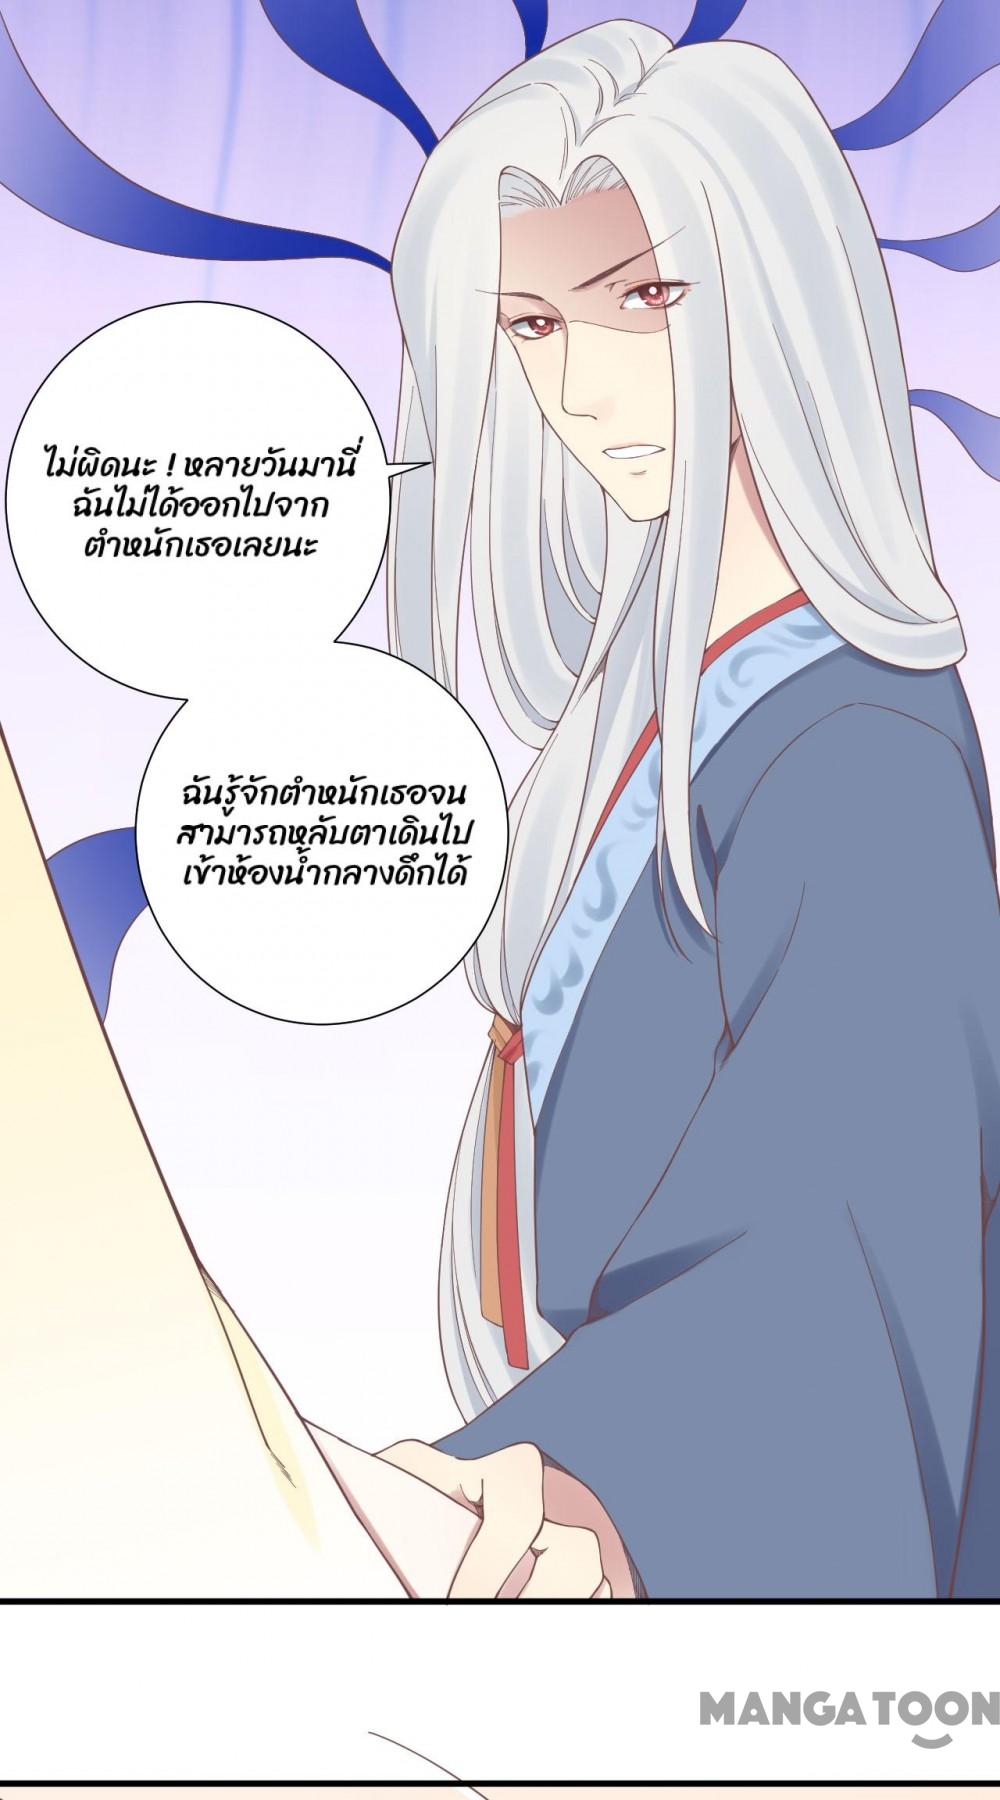 ไม่ผิดนะ ! หลายวันมานี่
ฉันไม่ได้ออกไปจาก
ตำหนักเธอเลยนะ
ฉันรู้จักตำหนักเธอจน
สามารถหลับตาเดินไป
เข้าห้องน้ำกลางดึกได้
MANGATOON